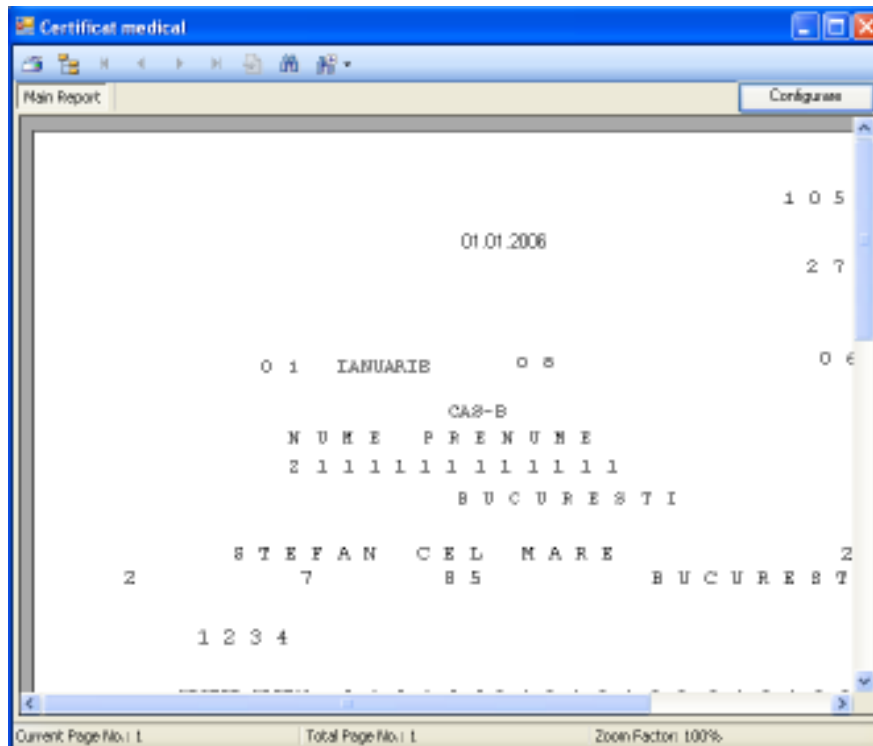 Certificat medical
Main Report
Configurare
1 0 5
01.01.2006
2 7
0 1 IANUARIE 0 8 0 6
CAS-B
N U M E P R E N U M E
2 1 1 1 1 1 1 1 1 1 1 1 1
B U C U R E S T I
S T E F A N C E L M A R E 2
2 7 8 5 B U C U R E S T
1 2 3 4
Current Page No.: 1 Total Page No.: 1 Zoom Factor: 100%